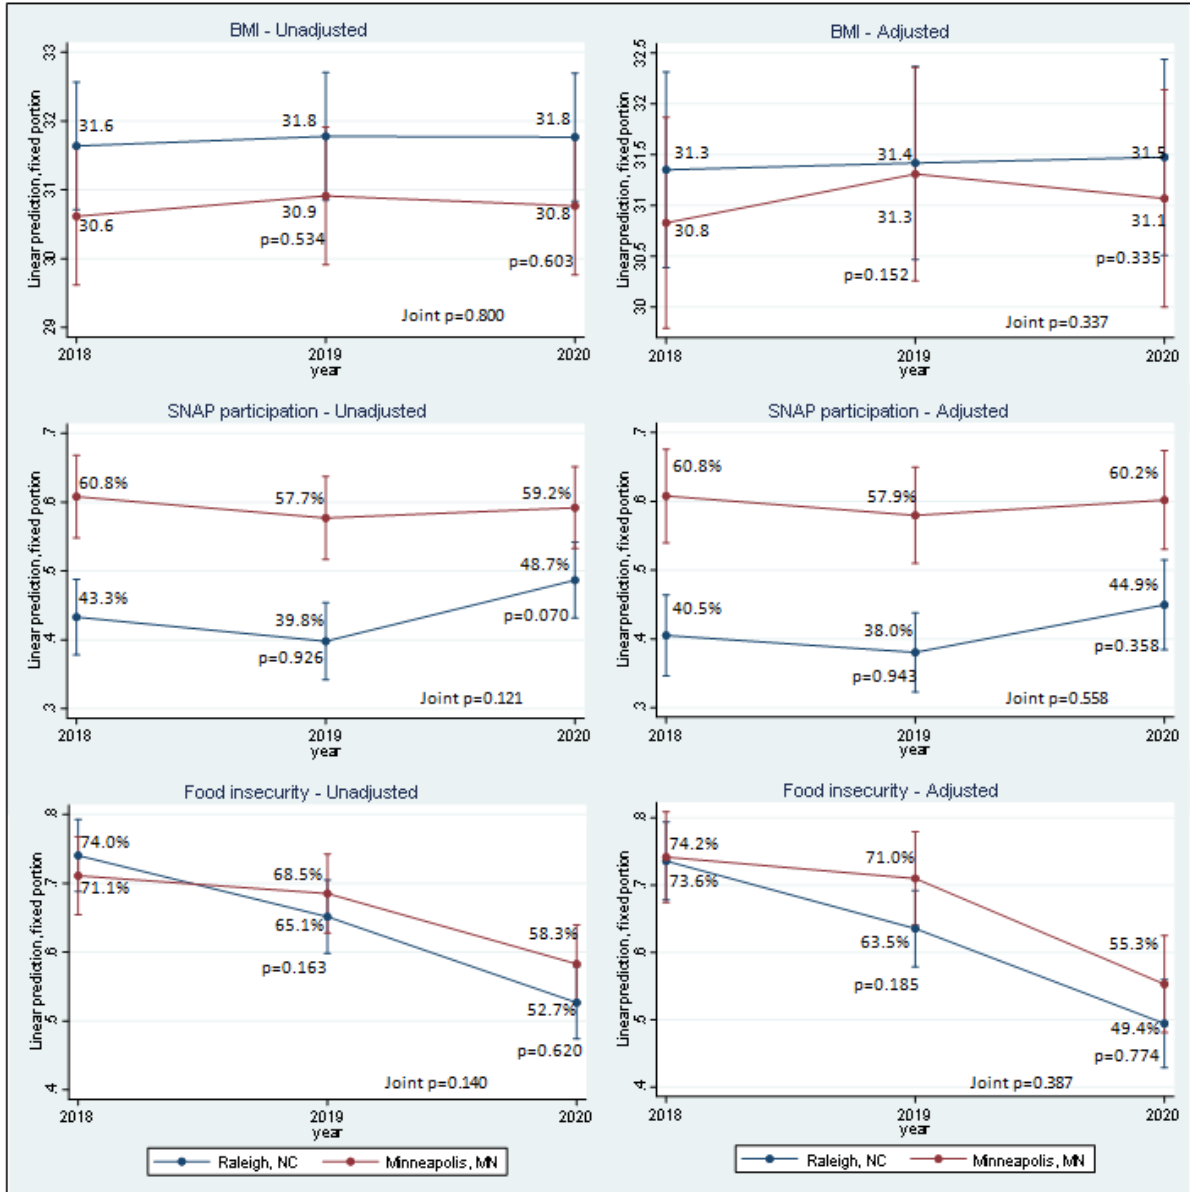 BMI - Unadjusted
Linear prediction, fixed portion
33
32
31
30
29
31.6
31.8
31.8
30.6
30.9
30.8
p=0.534
p=0.603
Joint p=0.800
2018
2019
2020
year
BMI - Adjusted
Linear prediction, fixed portion
32.5
32
31.5
31
30.5
30
31.3
31.4
31.5
30.8
31.3
31.1
p=0.152
p=0.335
Joint p=0.337
2018
2019
2020
year
SNAP participation - Unadjusted
Linear prediction, fixed portion
.7
.6
.5
.4
.3
60.8%
57.7%
59.2%
43.3%
39.8%
48.7%
p=0.926
p=0.070
Joint p=0.121
2018
2019
2020
year
SNAP participation - Adjusted
Linear prediction, fixed portion
.7
.6
.5
.4
.3
60.8%
57.9%
60.2%
40.5%
38.0%
44.9%
p=0.943
p=0.358
Joint p=0.558
2018
2019
2020
year
Food insecurity - Unadjusted
Linear prediction, fixed portion
.8
.7
.6
.5
.4
74.0%
71.1%
68.5%
65.1%
58.3%
52.7%
p=0.163
p=0.620
Joint p=0.140
2018
2019
2020
year
Raleigh, NC
Minneapolis, MN
Food insecurity - Adjusted
Linear prediction, fixed portion
.8
.7
.6
.5
.4
74.2%
73.6%
71.0%
63.5%
55.3%
49.4%
p=0.185
p=0.774
Joint p=0.387
2018
2019
2020
year
Raleigh, NC
Minneapolis, MN